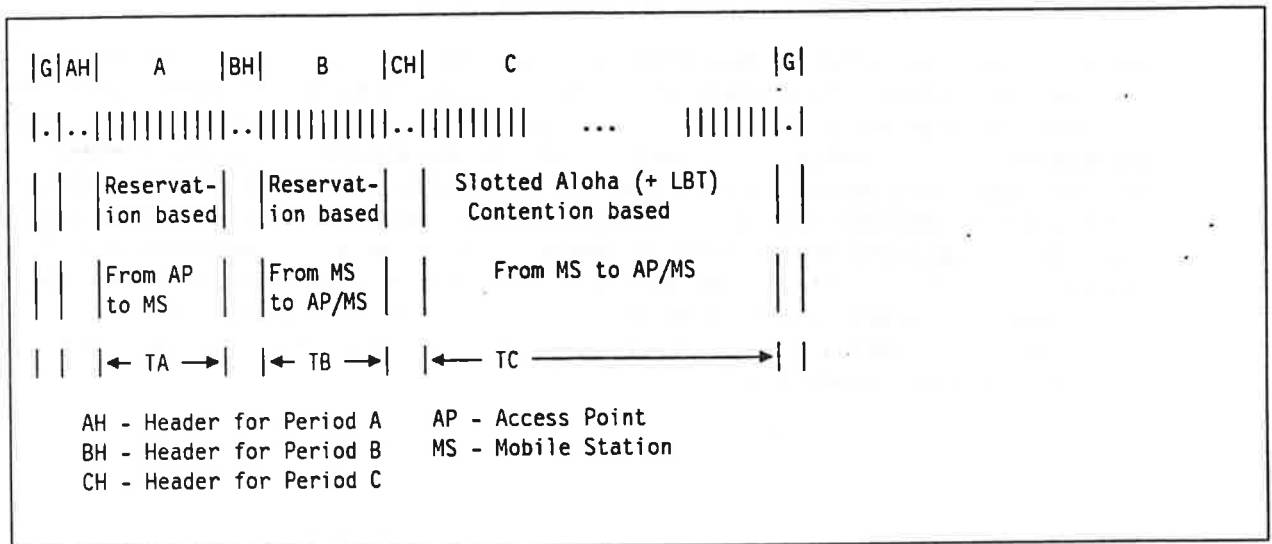 |G|AH| A |BH| B |CH| C |G|
|.|..|||||||||||..|||||||||||..||||||||| ... ||||||||.|
| | |Reservat-| |Reservat-| | Slotted Aloha (+ LBT) | |
| | |ion based| |ion based| | Contention based | |
| | |From AP | |From MS | | From MS to AP/MS | |
| | |to MS | |to AP/MS | | | |
| | |← TA →| |← TB →| |← TC →| |
AH - Header for Period A AP - Access Point
BH - Header for Period B MS - Mobile Station
CH - Header for Period C